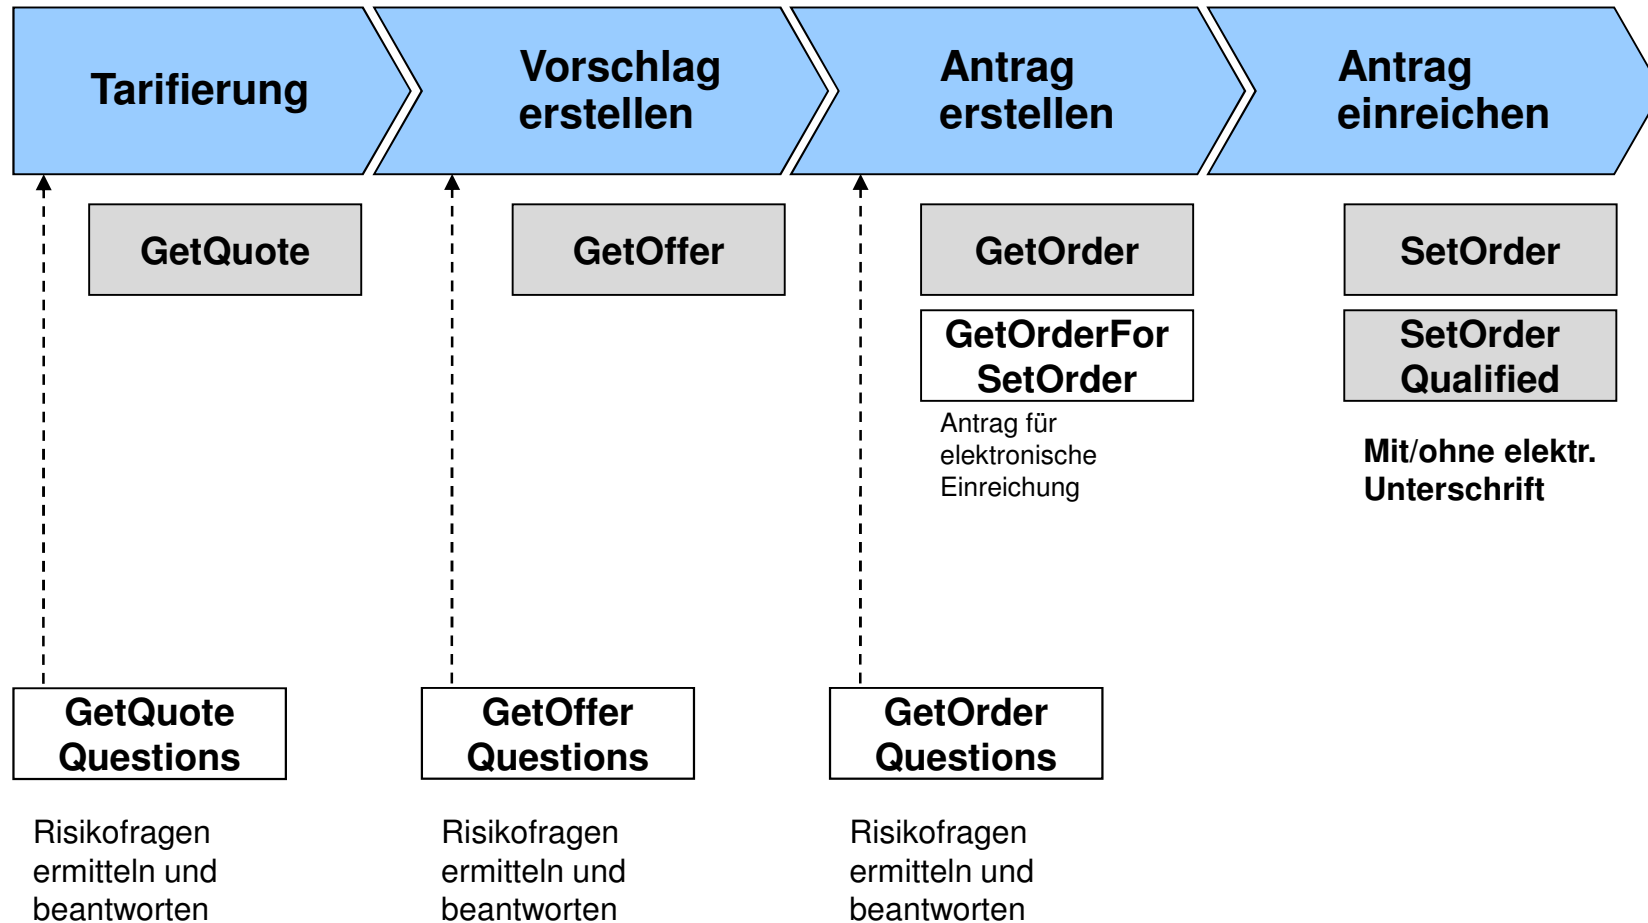 Tarifierung
Vorschlag
erstellen
Antrag
erstellen
Antrag
einreichen
GetQuote
GetOffer
GetOrder
SetOrder
GetOrderFor
SetOrder
SetOrder
Qualified
Antrag für
elektronische
Einreichung
Mit/ohne elektr.
Unterschrift
GetQuote
Questions
GetOffer
Questions
GetOrder
Questions
Risikofragen
ermitteln und
beantworten
Risikofragen
ermitteln und
beantworten
Risikofragen
ermitteln und
beantworten